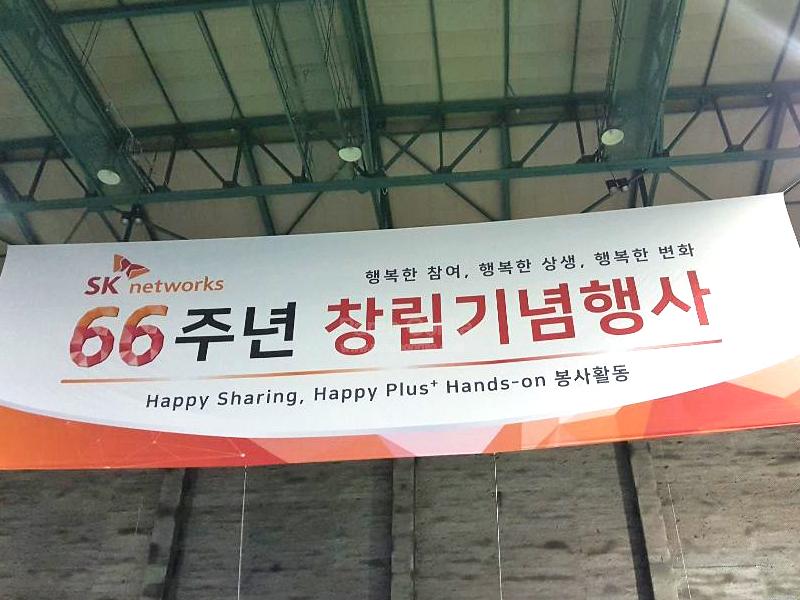 SK networks
행복한 참여, 행복한 상생, 행복한 변화
66주년 창립기념행사
Happy Sharing, Happy Plus⁺ Hands-on 봉사활동